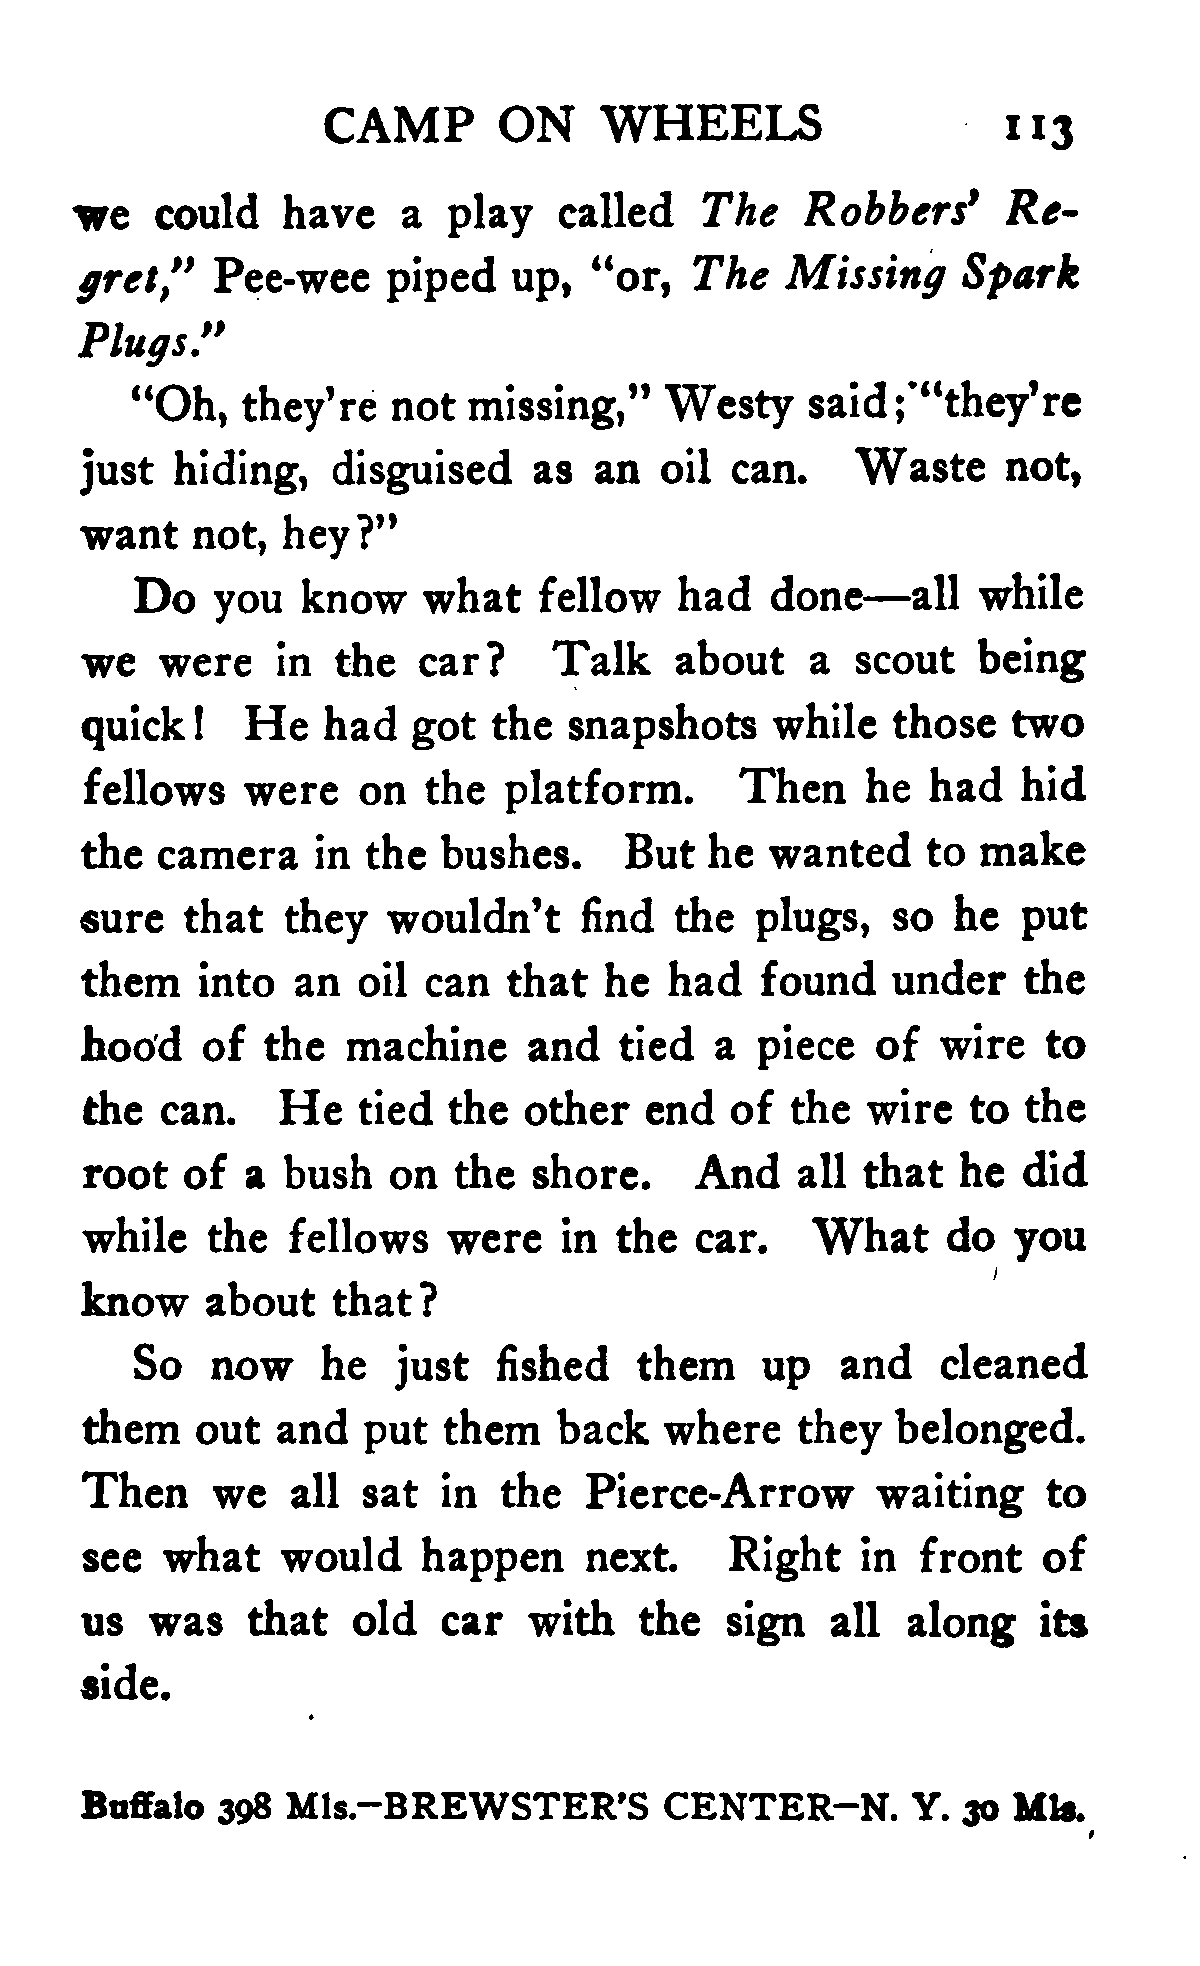 CAMP ON WHEELS 113
we could have a play called The Robbers' Re-
gret," Pee-wee piped up, "or, The Missing Spark
Plugs."
"Oh, they're not missing," Westy said; "they're
just hiding, disguised as an oil can. Waste not,
want not, hey?"
Do you know what fellow had done—all while
we were in the car? Talk about a scout being
quick! He had got the snapshots while those two
fellows were on the platform. Then he had hid
the camera in the bushes. But he wanted to make
sure that they wouldn't find the plugs, so he put
them into an oil can that he had found under the
hood of the machine and tied a piece of wire to
the can. He tied the other end of the wire to the
root of a bush on the shore. And all that he did
while the fellows were in the car. What do you
know about that?
So now he just fished them up and cleaned
them out and put them back where they belonged.
Then we all sat in the Pierce-Arrow waiting to
see what would happen next. Right in front of
us was that old car with the sign all along its
side.
Buffalo 398 Mls.—BREWSTER'S CENTER—N. Y. 30 Mls.